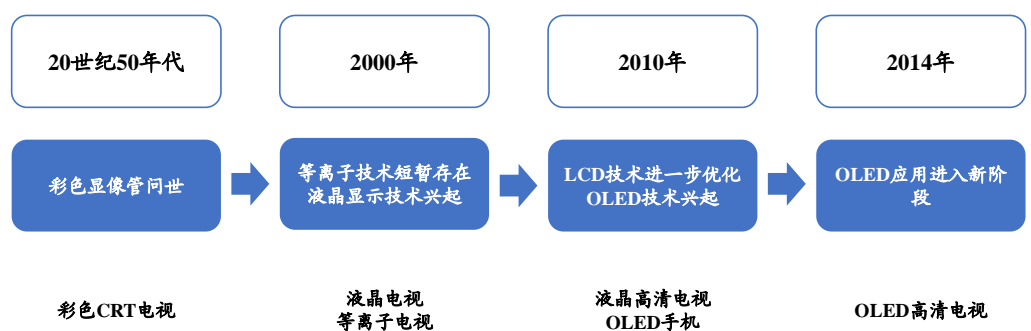 20世纪50年代
2000年
2010年
2014年
彩色显像管问世
等离子技术短暂存在
液晶显示技术兴起
LCD技术进一步优化
OLED技术兴起
OLED应用进入新阶
段
彩色CRT电视
液晶电视
等离子电视
液晶高清电视
OLED手机
OLED高清电视